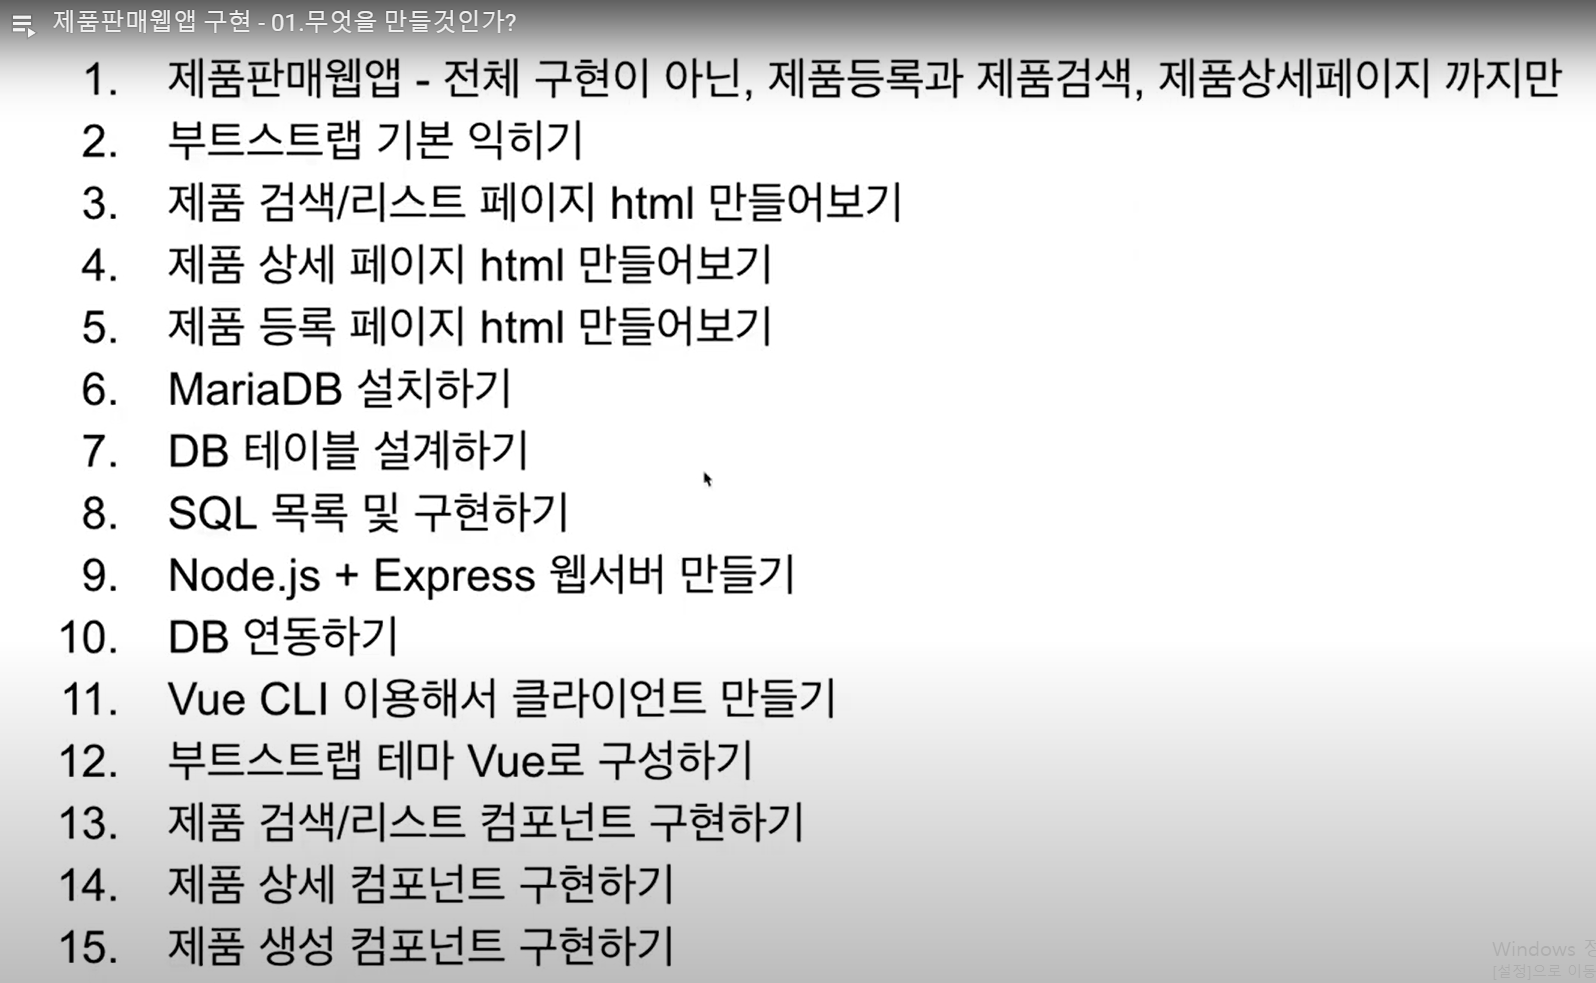 제품판매웹앱 구현 - 01.무엇을 만들것인가?
1. 제품판매웹앱 - 전체 구현이 아닌, 제품등록과 제품검색, 제품상세페이지 까지만
2. 부트스트랩 기본 익히기
3. 제품 검색/리스트 페이지 html 만들어보기
4. 제품 상세 페이지 html 만들어보기
5. 제품 등록 페이지 html 만들어보기
6. MariaDB 설치하기
7. DB 테이블 설계하기
8. SQL 목록 및 구현하기
9. Node.js + Express 웹서버 만들기
10. DB 연동하기
11. Vue CLI 이용해서 클라이언트 만들기
12. 부트스트랩 테마 Vue로 구성하기
13. 제품 검색/리스트 컴포넌트 구현하기
14. 제품 상세 컴포넌트 구현하기
15. 제품 생성 컴포넌트 구현하기
Windows
[설정]으로 이동